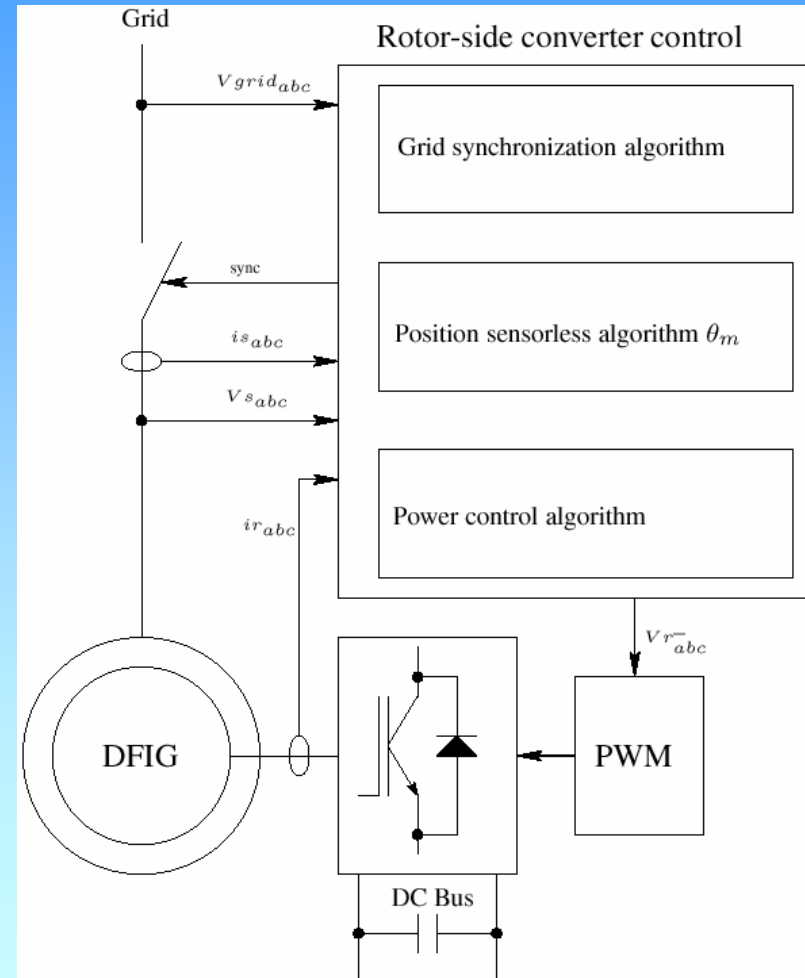 Grid
Rotor-side converter control
Vgrid_abc
Grid synchronization algorithm
sync
Position sensorless algorithm θ_m
is_abc
Vs_abc
Power control algorithm
ir_abc
Vr¯_abc
DFIG
PWM
DC Bus